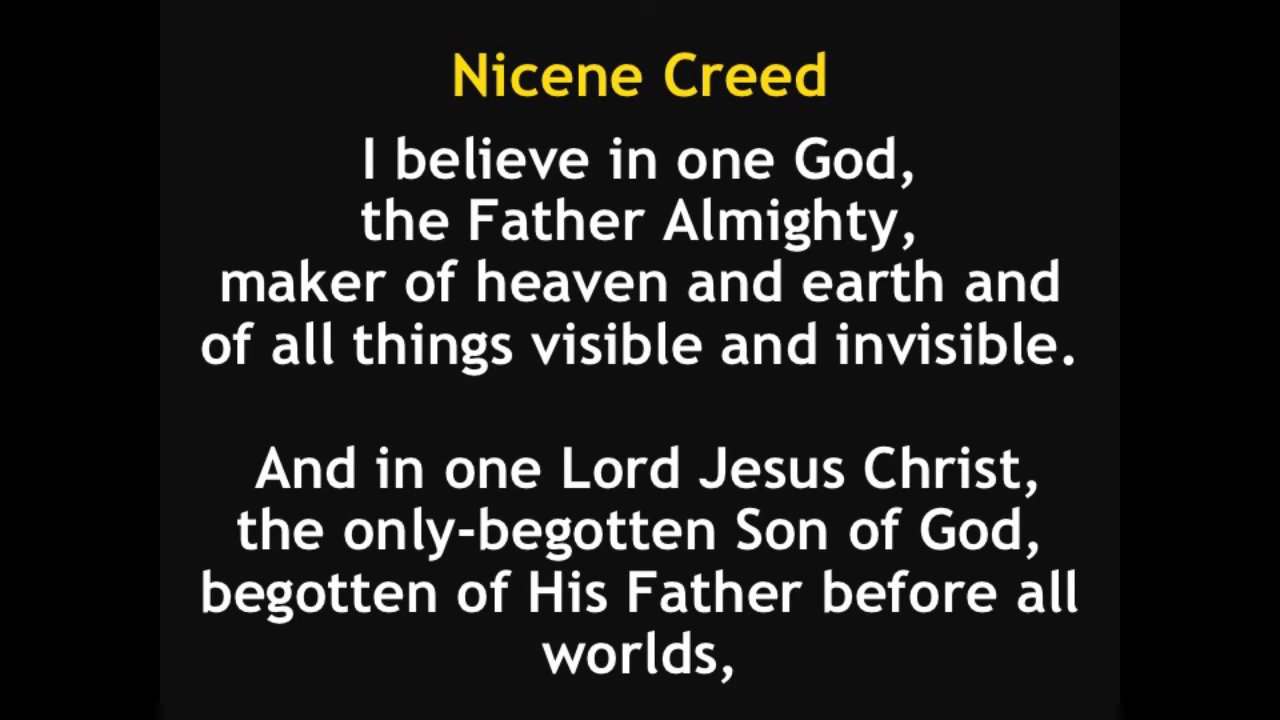 Nicene Creed
I believe in one God,
the Father Almighty,
maker of heaven and earth and
of all things visible and invisible.
And in one Lord Jesus Christ,
the only-begotten Son of God,
begotten of His Father before all
worlds,